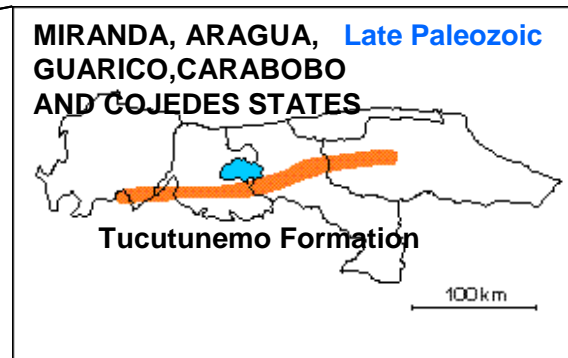 MIRANDA, ARAGUA, Late Paleozoic
GUARICO,CARABOBO
AND COJEDES STATES
Tucutunemo Formation
100km